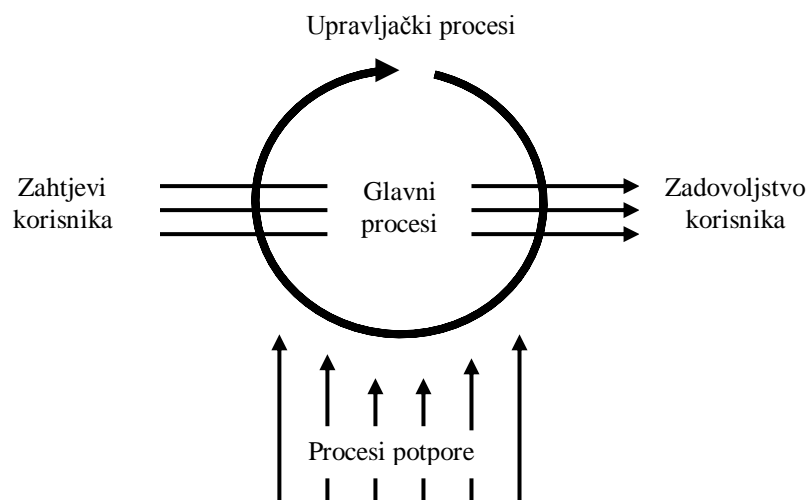 Upravljački procesi
Zahtjevi
korisnika
Glavni
procesi
Zadovoljstvo
korisnika
Procesi potpore